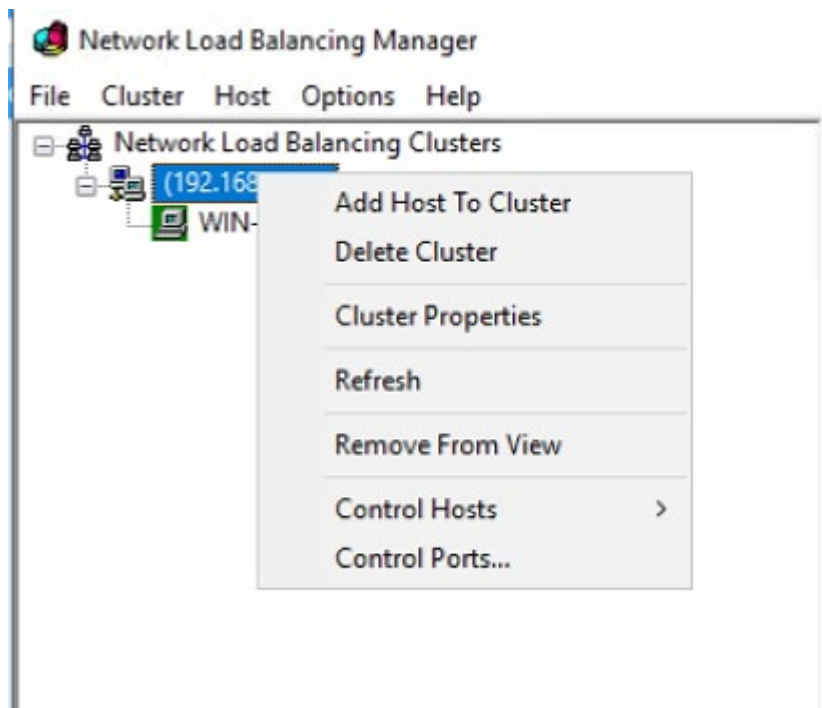 Network Load Balancing Manager
File Cluster Host Options Help
Network Load Balancing Clusters
(192.168
WIN-
Add Host To Cluster
Delete Cluster
Cluster Properties
Refresh
Remove From View
Control Hosts
Control Ports...